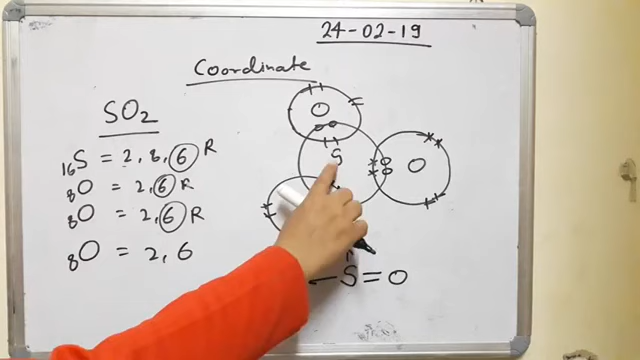 24-02-19
Coordinate
SO₂
₁₆S = 2, 8, 6 R
₈O = 2, 6 R
₈O = 2, 6 R
₈O = 2, 6
O
S
O
← S = O